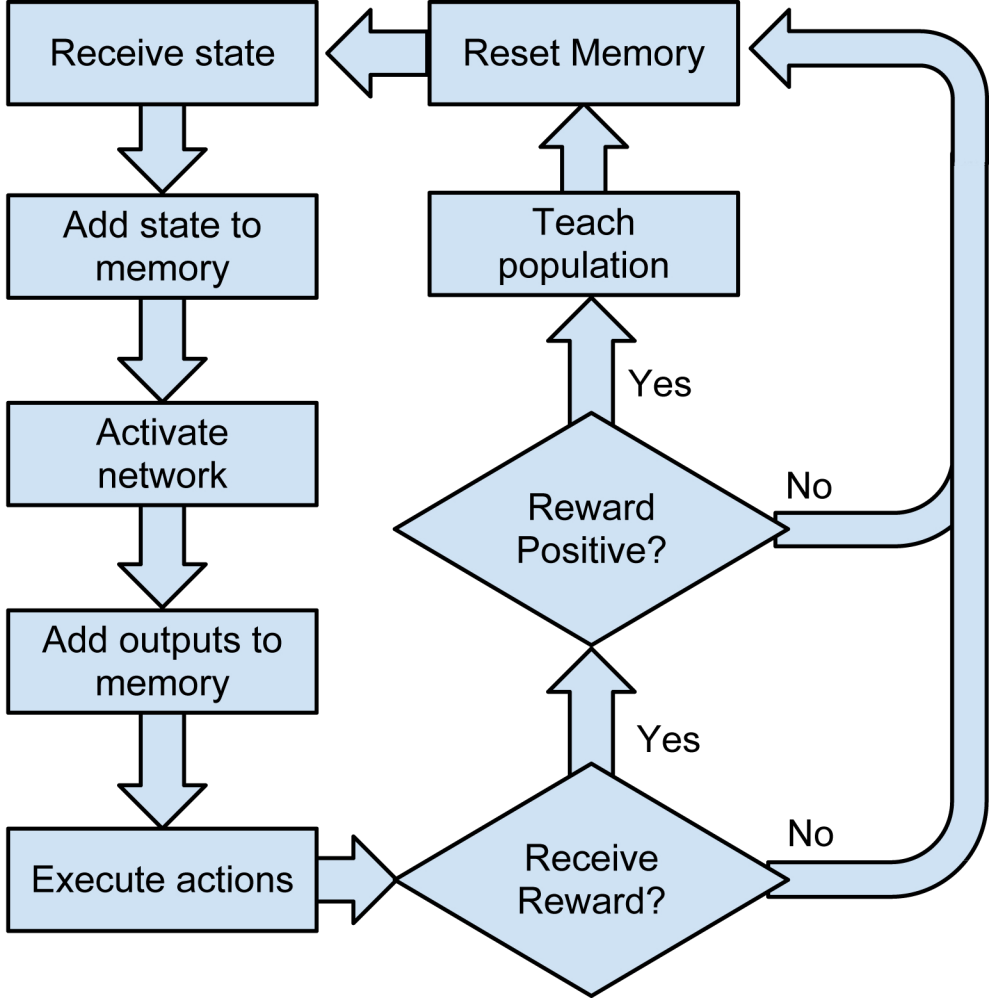 Receive state
Reset Memory
Add state to
memory
Teach
population
Yes
Activate
network
Reward
Positive?
No
Add outputs to
memory
Yes
Execute actions
Receive
Reward?
No